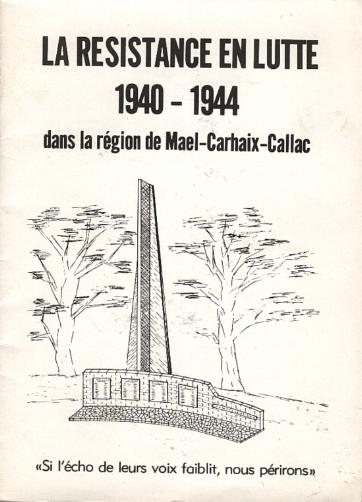 LA RESISTANCE EN LUTTE
1940 - 1944
dans la région de Mael-Carhaix-Callac
«Si l'écho de leurs voix faiblit, nous périrons»